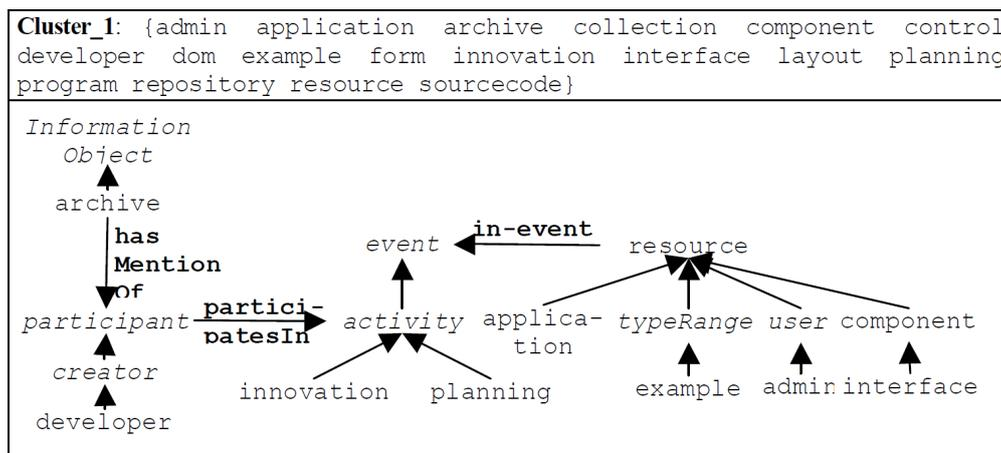 Cluster_1: {admin application archive collection component control
developer dom example form innovation interface layout planning
program repository resource sourcecode}
Information
Object
archive
has
Mention
Of
in-event
event
resource
partici-
patesIn
participant
activity
applica-
tion
typeRange
user
component
creator
innovation
planning
example
admin
interface
developer